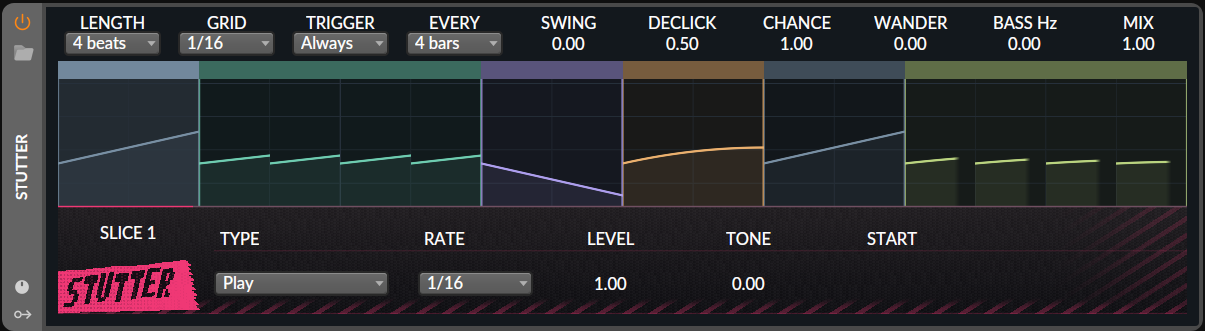 LENGTH GRID TRIGGER EVERY SWING DECLICK CHANCE WANDER BASS Hz MIX
4 beats 1/16 Always 4 bars 0.00 0.50 1.00 0.00 0.00 1.00
STUTTER
SLICE 1 TYPE RATE LEVEL TONE START
STUTTER
Play 1/16 1.00 0.00